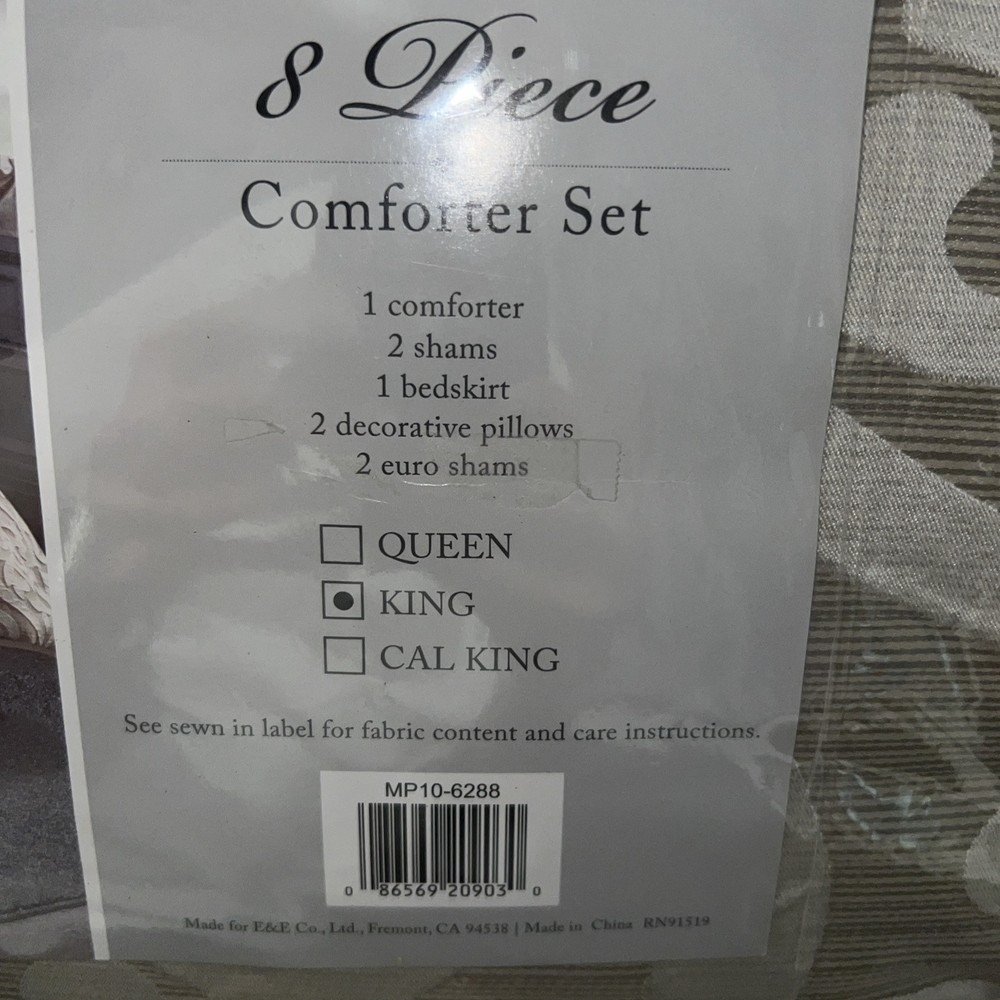 8 Piece
Comforter Set
1 comforter
2 shams
1 bedskirt
2 decorative pillows
2 euro shams
QUEEN
KING
CAL KING
See sewn in label for fabric content and care instructions.
MP10-6288
0 86569 20903 0
Made for E&E Co., Ltd., Fremont, CA 94538 | Made in China RN91519